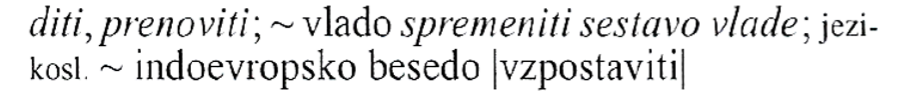 diti, prenoviti; ~ vlado spremeniti sestavo vlade; jezi-
kosl. ~ indoevropsko besedo |vzpostaviti|